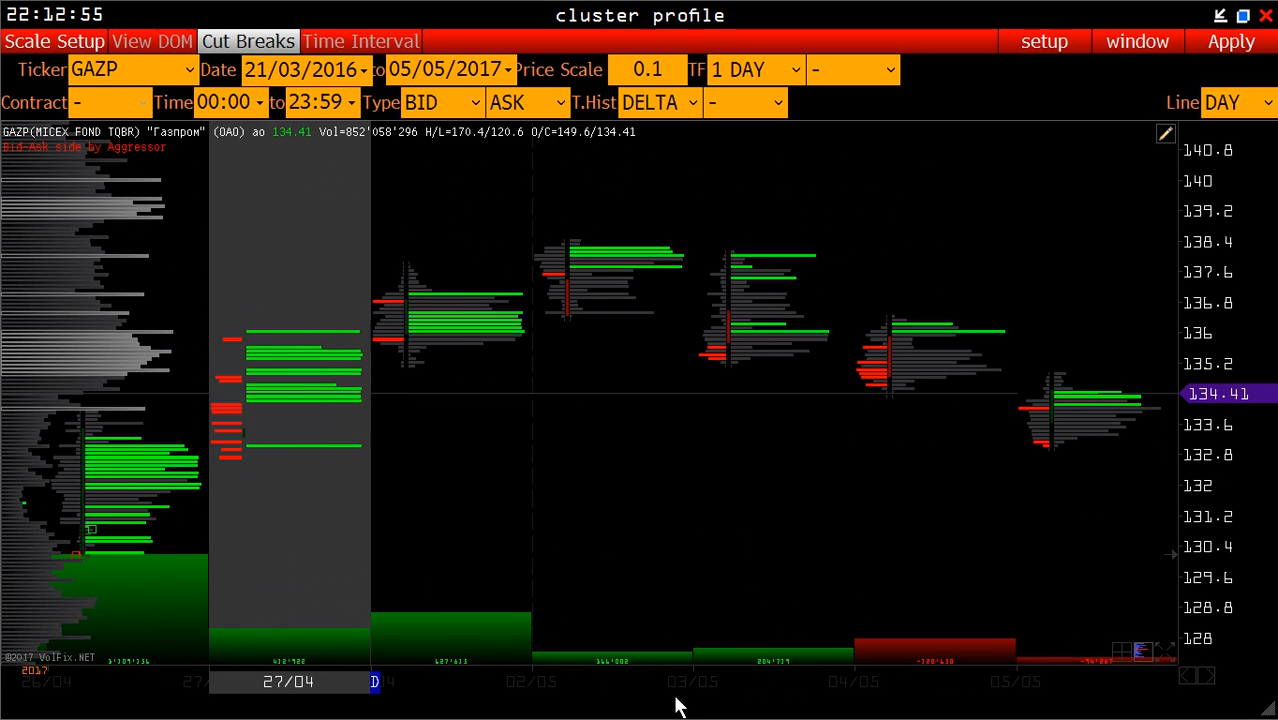 22:12:55 cluster profile
Scale Setup View DOM Cut Breaks Time Interval setup window Apply
Ticker GAZP Date 21/03/2016 to 05/05/2017 Price Scale 0.1 TF 1 DAY -
Contract - Time 00:00 to 23:59 Type BID ASK T.Hist DELTA - Line DAY
GAZP(MICEX FOND TQBR) "Газпром" (ОАО) ао 134.41 Vol=852'058'296 H/L=170.4/120.6 O/C=149.6/134.41
Bid-Ask side by Aggressor
140.8
140
139.2
138.4
137.6
136.8
136
135.2
134.41
133.6
132.8
132
131.2
130.4
129.6
128.8
128
©2017 VolFix.NET
2017
26/04 27/04 D 02/05 03/05 04/05 05/05